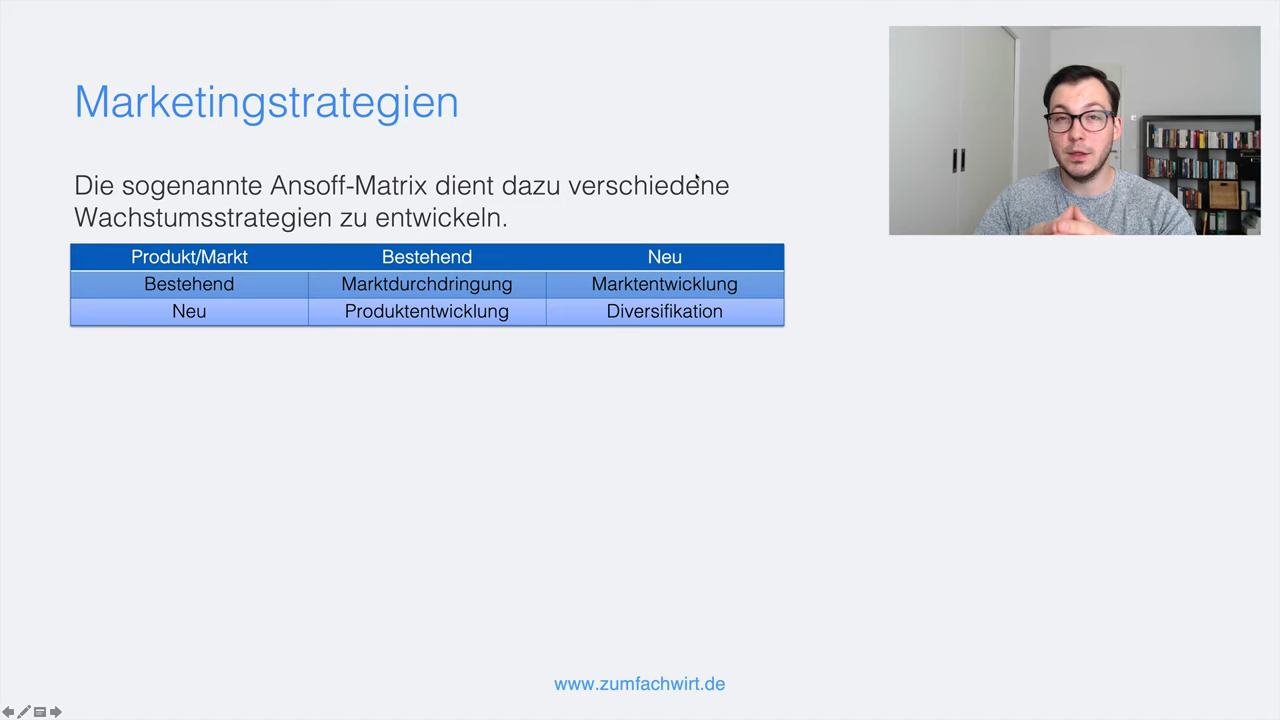 Marketingstrategien
Die sogenannte Ansoff-Matrix dient dazu verschiedene
Wachstumsstrategien zu entwickeln.
Produkt/Markt Bestehend Neu
Bestehend Marktdurchdringung Marktentwicklung
Neu Produktentwicklung Diversifikation
www.zumfachwirt.de